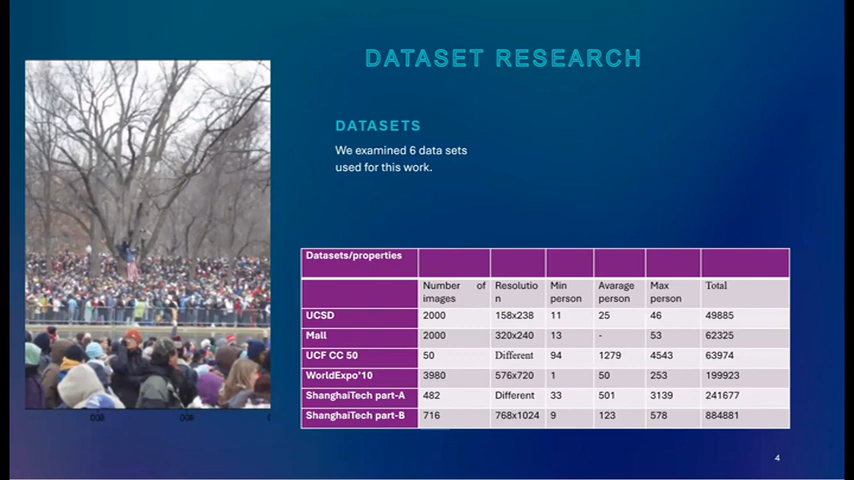 DATASET RESEARCH
DATASETS
We examined 6 data sets
used for this work.
Datasets/properties
Number of images Resolution Min person Avarage person Max person Total
UCSD 2000 158x238 11 25 46 49885
Mall 2000 320x240 13 - 53 62325
UCF CC 50 50 Different 94 1279 4543 63974
WorldExpo'10 3980 576x720 1 50 253 199923
ShanghaiTech part-A 482 Different 33 501 3139 241677
ShanghaiTech part-B 716 768x1024 9 123 578 884881
4